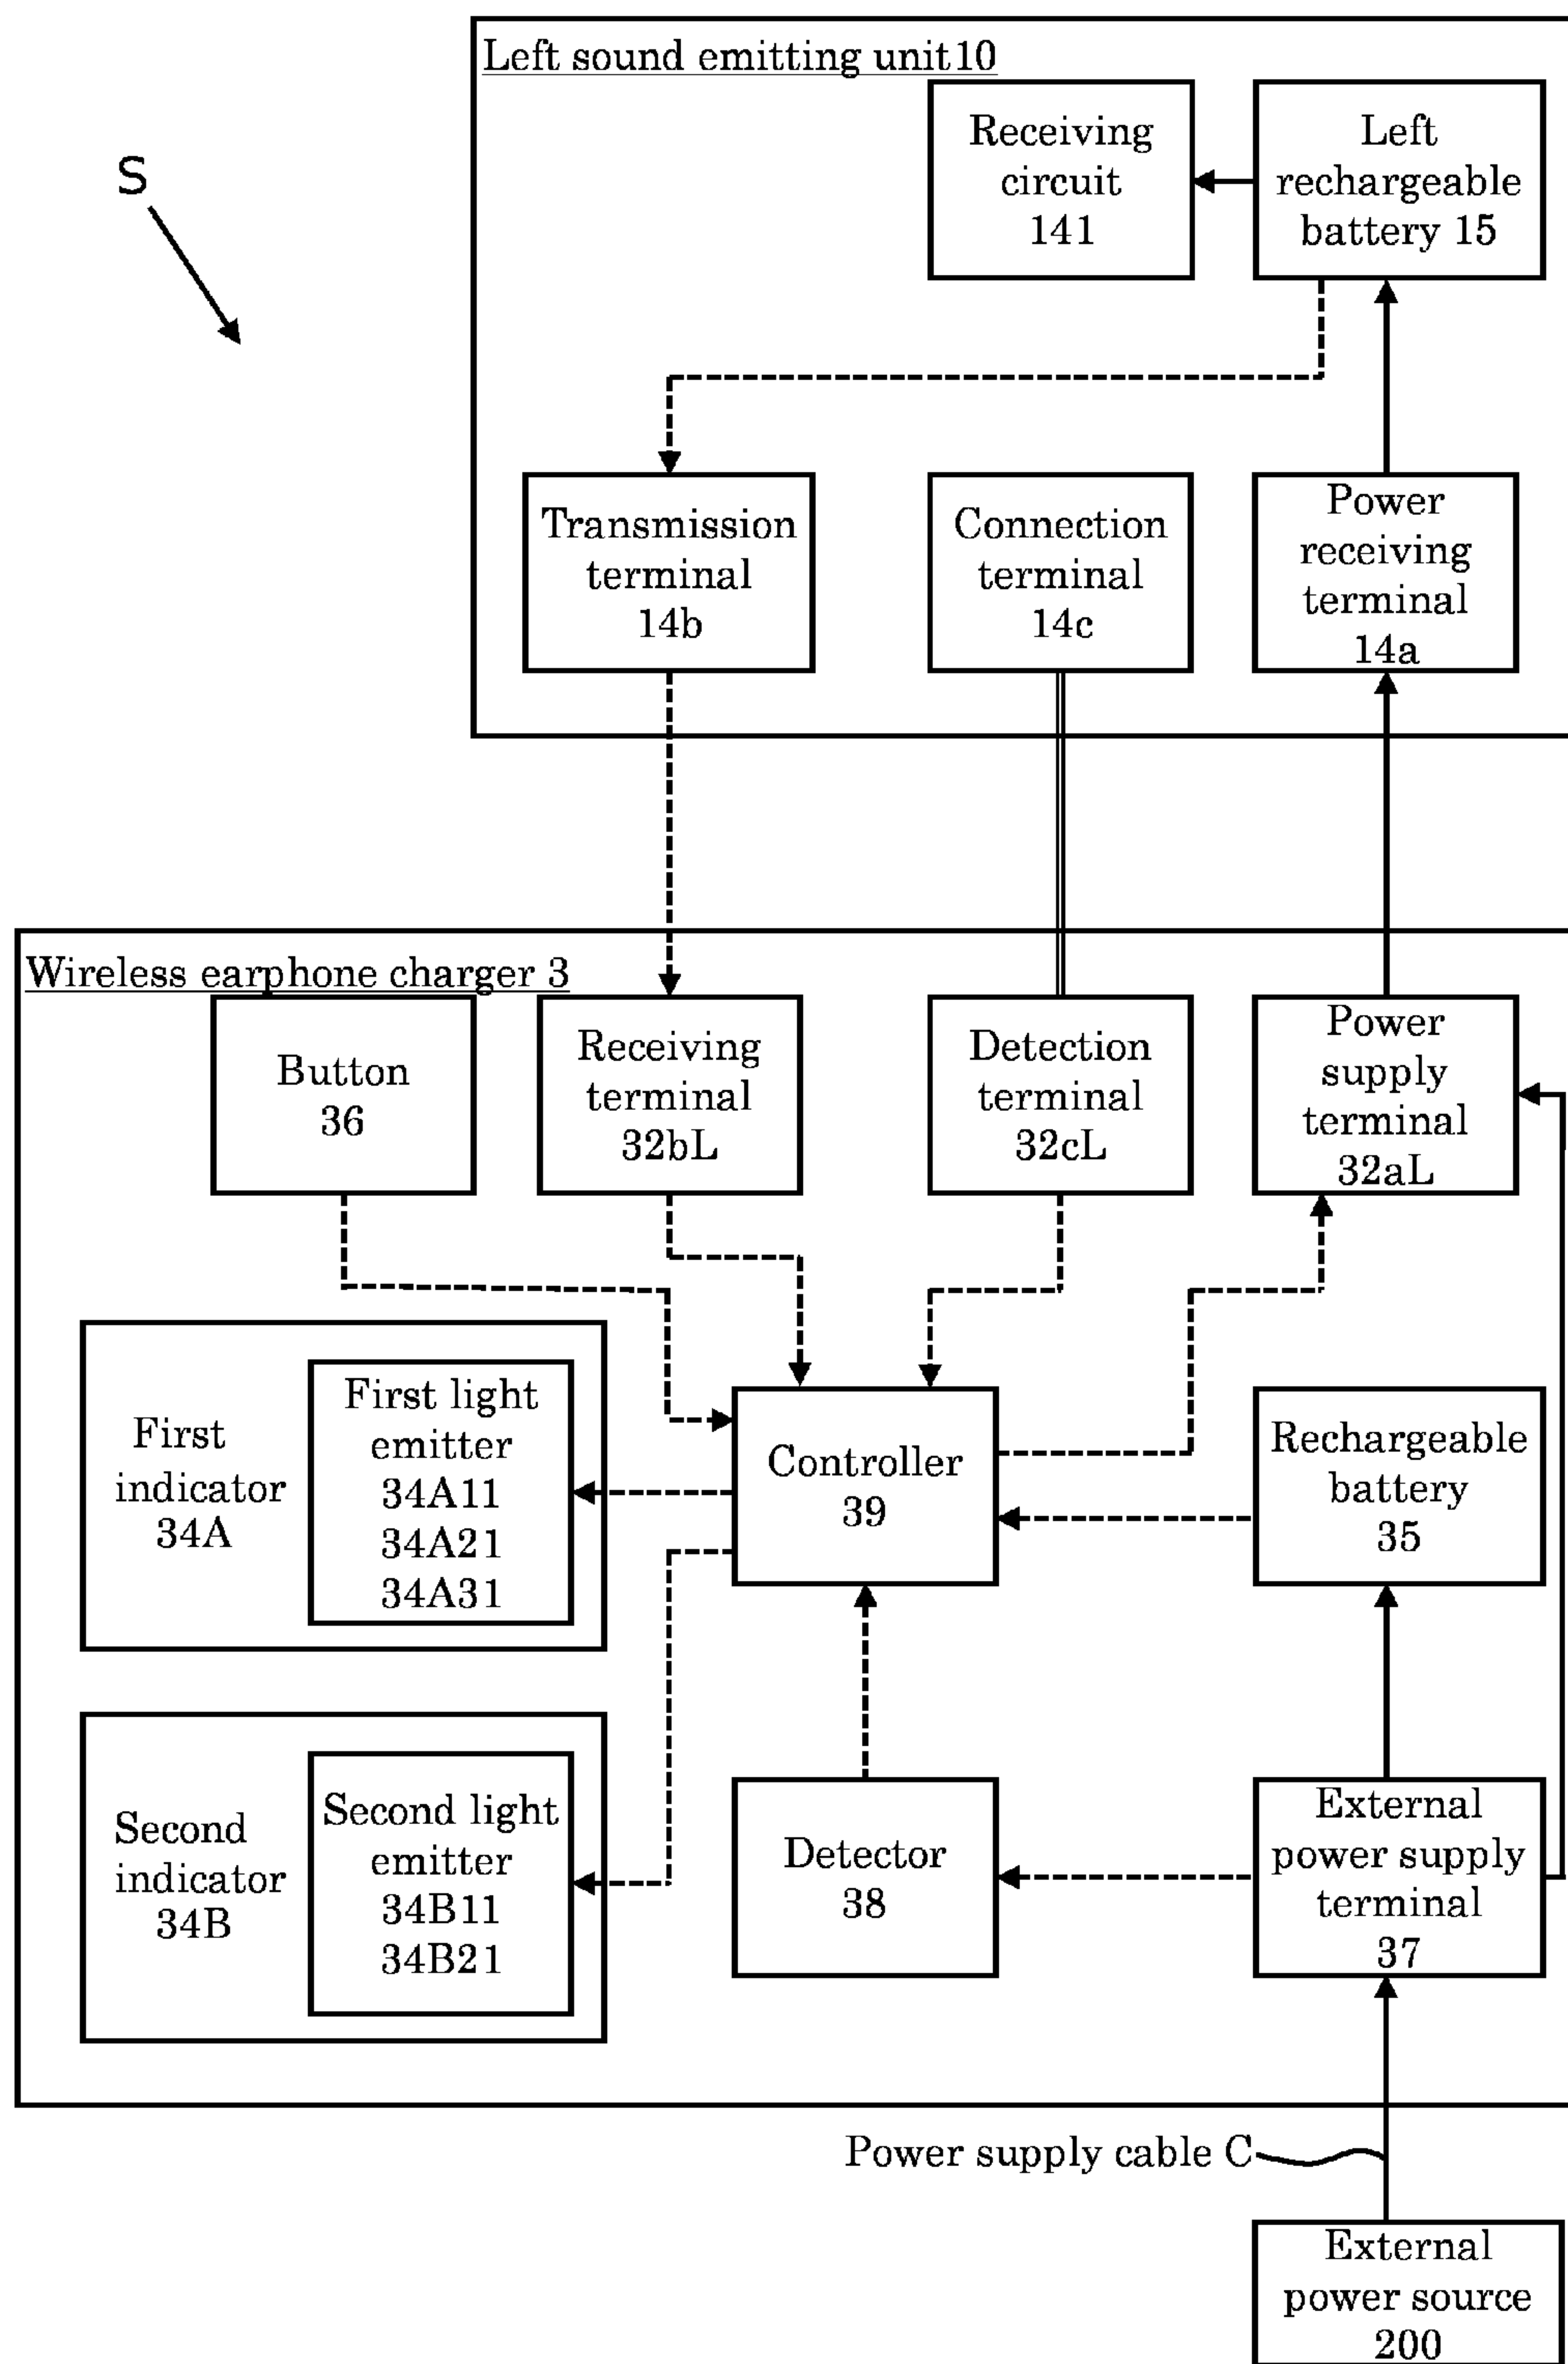 Left sound emitting unit10
Receiving
circuit
141
Left
rechargeable
battery 15
S
Transmission
terminal
14b
Connection
terminal
14c
Power
receiving
terminal
14a
Wireless earphone charger 3
Button
36
Receiving
terminal
32bL
Detection
terminal
32cL
Power
supply
terminal
32aL
First
indicator
34A
First light
emitter
34A11
34A21
34A31
Controller
39
Rechargeable
battery
35
Second
indicator
34B
Second light
emitter
34B11
34B21
Detector
38
External
power supply
terminal
37
Power supply cable C
External
power source
200